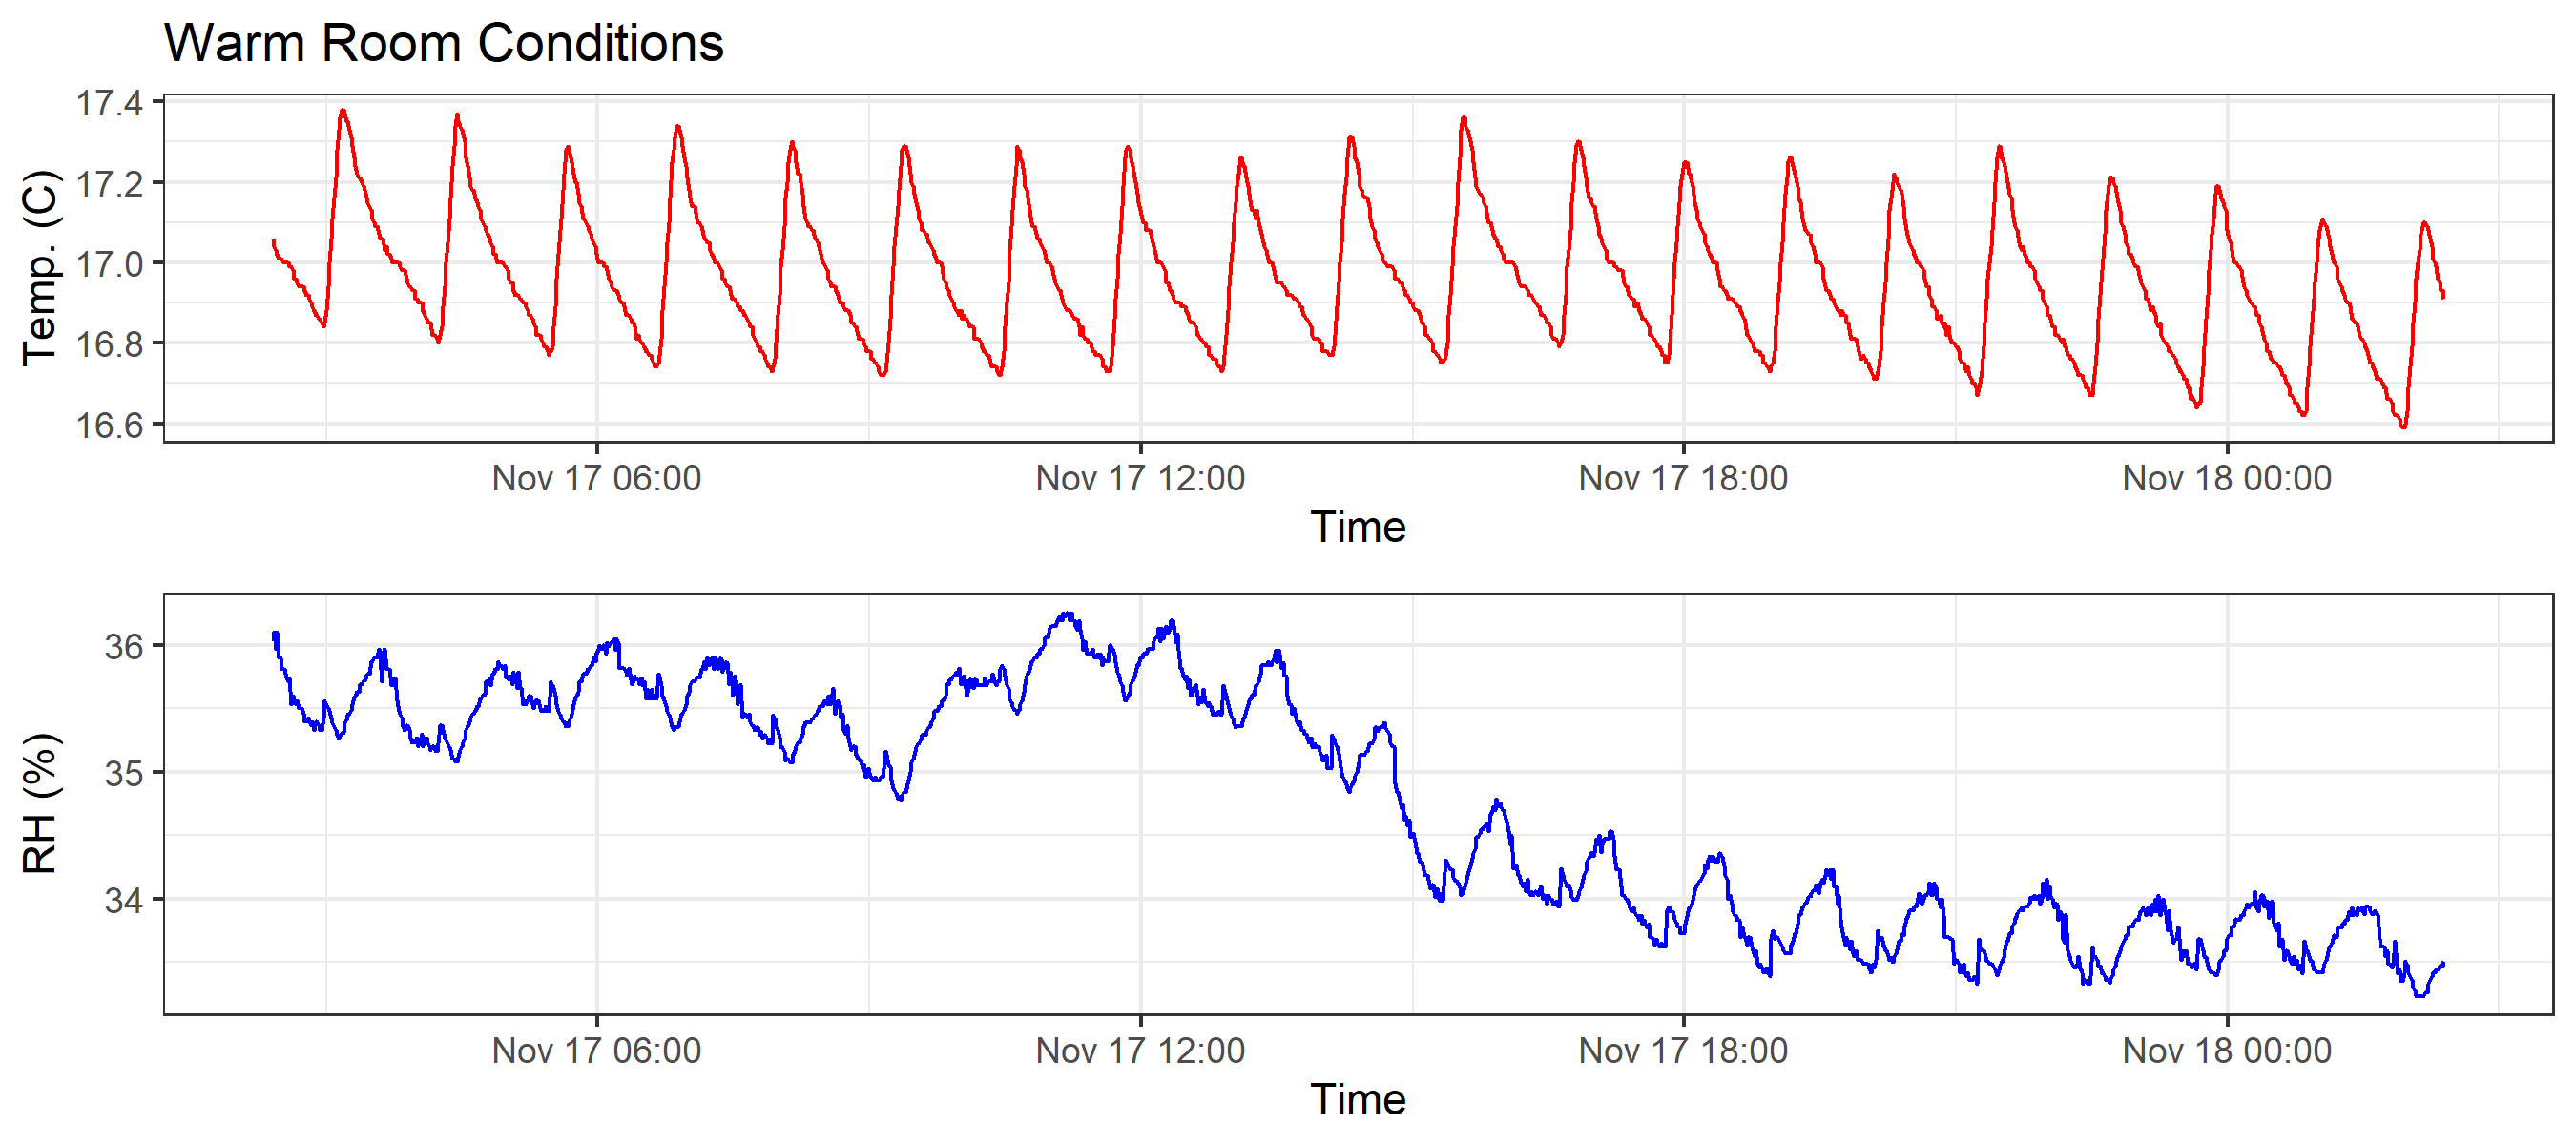 Warm Room Conditions
17.4
17.2
17.0
16.8
16.6
Temp. (C)
Nov 17 06:00 Nov 17 12:00 Nov 17 18:00 Nov 18 00:00
Time
36
35
34
RH (%)
Nov 17 06:00 Nov 17 12:00 Nov 17 18:00 Nov 18 00:00
Time